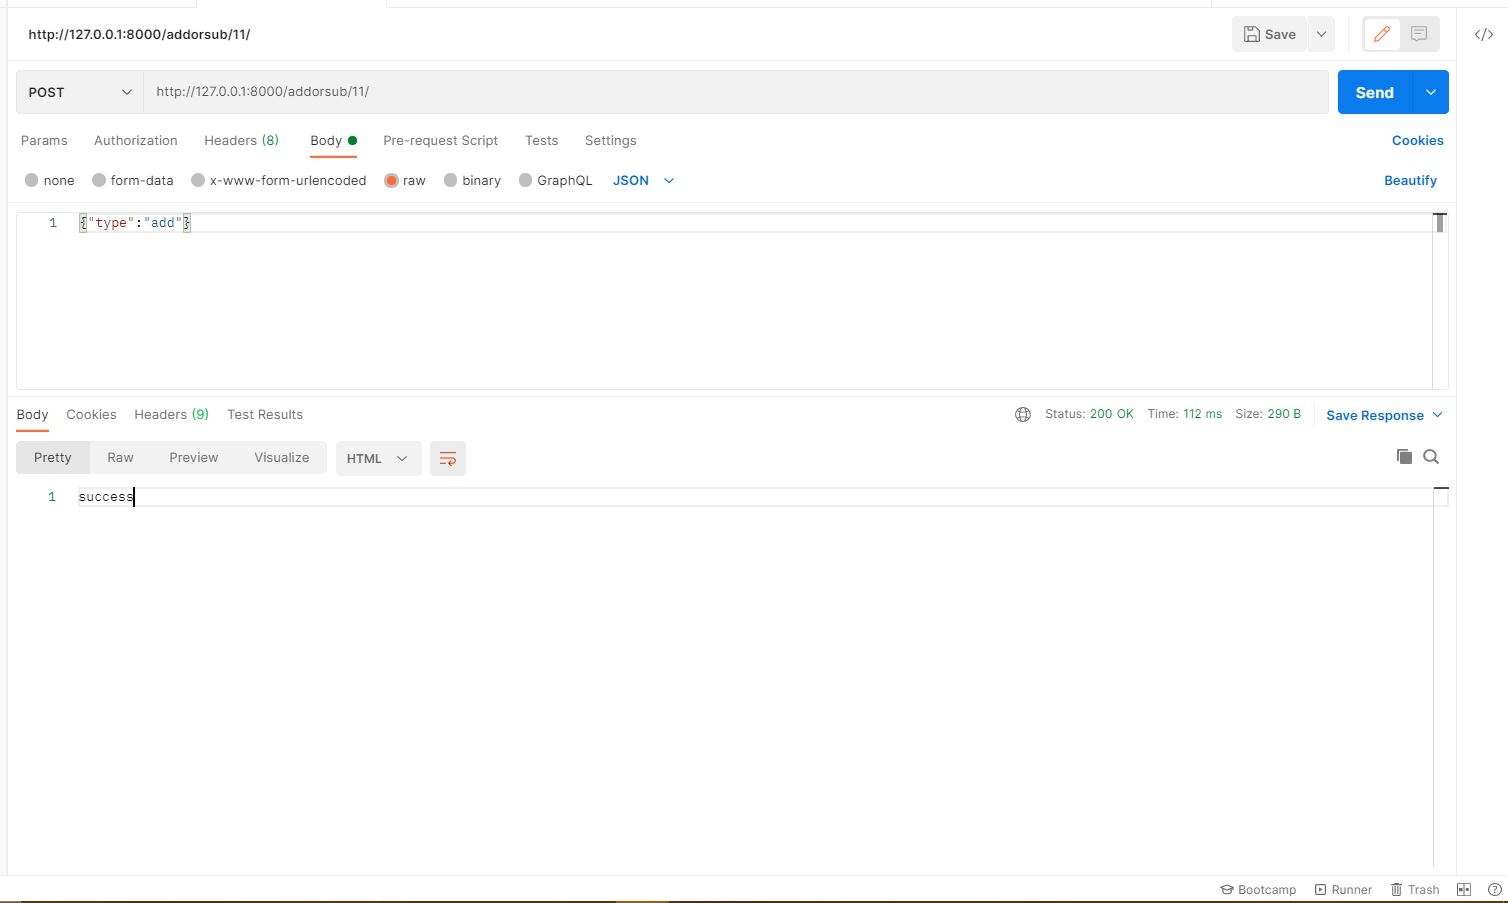 http://127.0.0.1:8000/addorsub/11/
Save
</>
POST
http://127.0.0.1:8000/addorsub/11/
Send
Params Authorization Headers (8) Body Pre-request Script Tests Settings Cookies
none form-data x-www-form-urlencoded raw binary GraphQL JSON Beautify
1 {"type":"add"}
Body Cookies Headers (9) Test Results Status: 200 OK Time: 112 ms Size: 290 B Save Response
Pretty Raw Preview Visualize HTML
1 success
Bootcamp Runner Trash ?